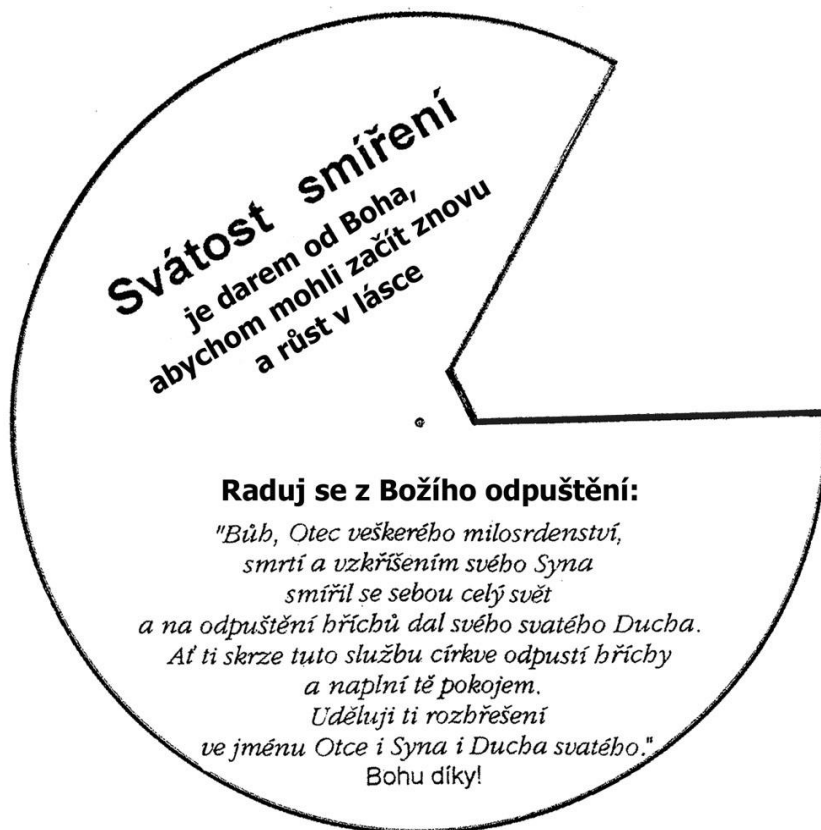 Svátost smíření
je darem od Boha,
abychom mohli začít znovu
a růst v lásce
Raduj se z Božího odpuštění:
"Bůh, Otec veškerého milosrdenství,
smrtí a vzkříšením svého Syna
smířil se sebou celý svět
a na odpuštění hříchů dal svého svatého Ducha.
Ať ti skrze tuto službu církve odpustí hříchy
a naplní tě pokojem.
Uděluji ti rozhřešení
ve jménu Otce i Syna i Ducha svatého."
Bohu díky!